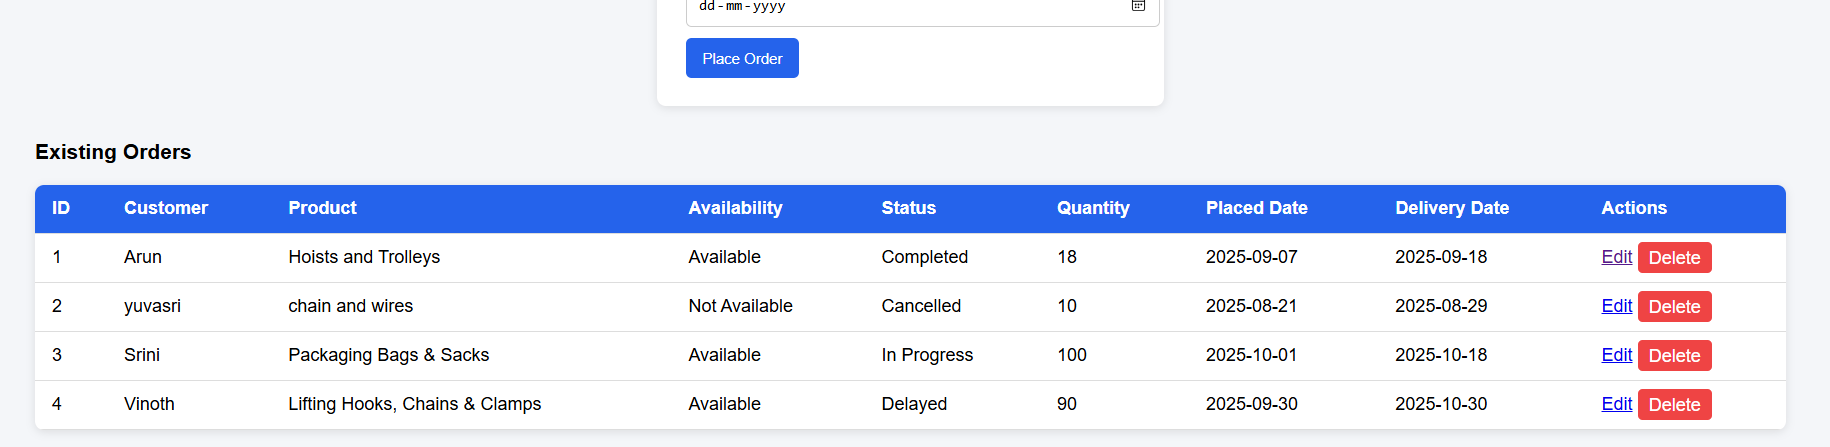 dd-mm-yyyy
Place Order
Existing Orders
ID Customer Product Availability Status Quantity Placed Date Delivery Date Actions
1 Arun Hoists and Trolleys Available Completed 18 2025-09-07 2025-09-18 Edit Delete
2 yuvasri chain and wires Not Available Cancelled 10 2025-08-21 2025-08-29 Edit Delete
3 Srini Packaging Bags & Sacks Available In Progress 100 2025-10-01 2025-10-18 Edit Delete
4 Vinoth Lifting Hooks, Chains & Clamps Available Delayed 90 2025-09-30 2025-10-30 Edit Delete